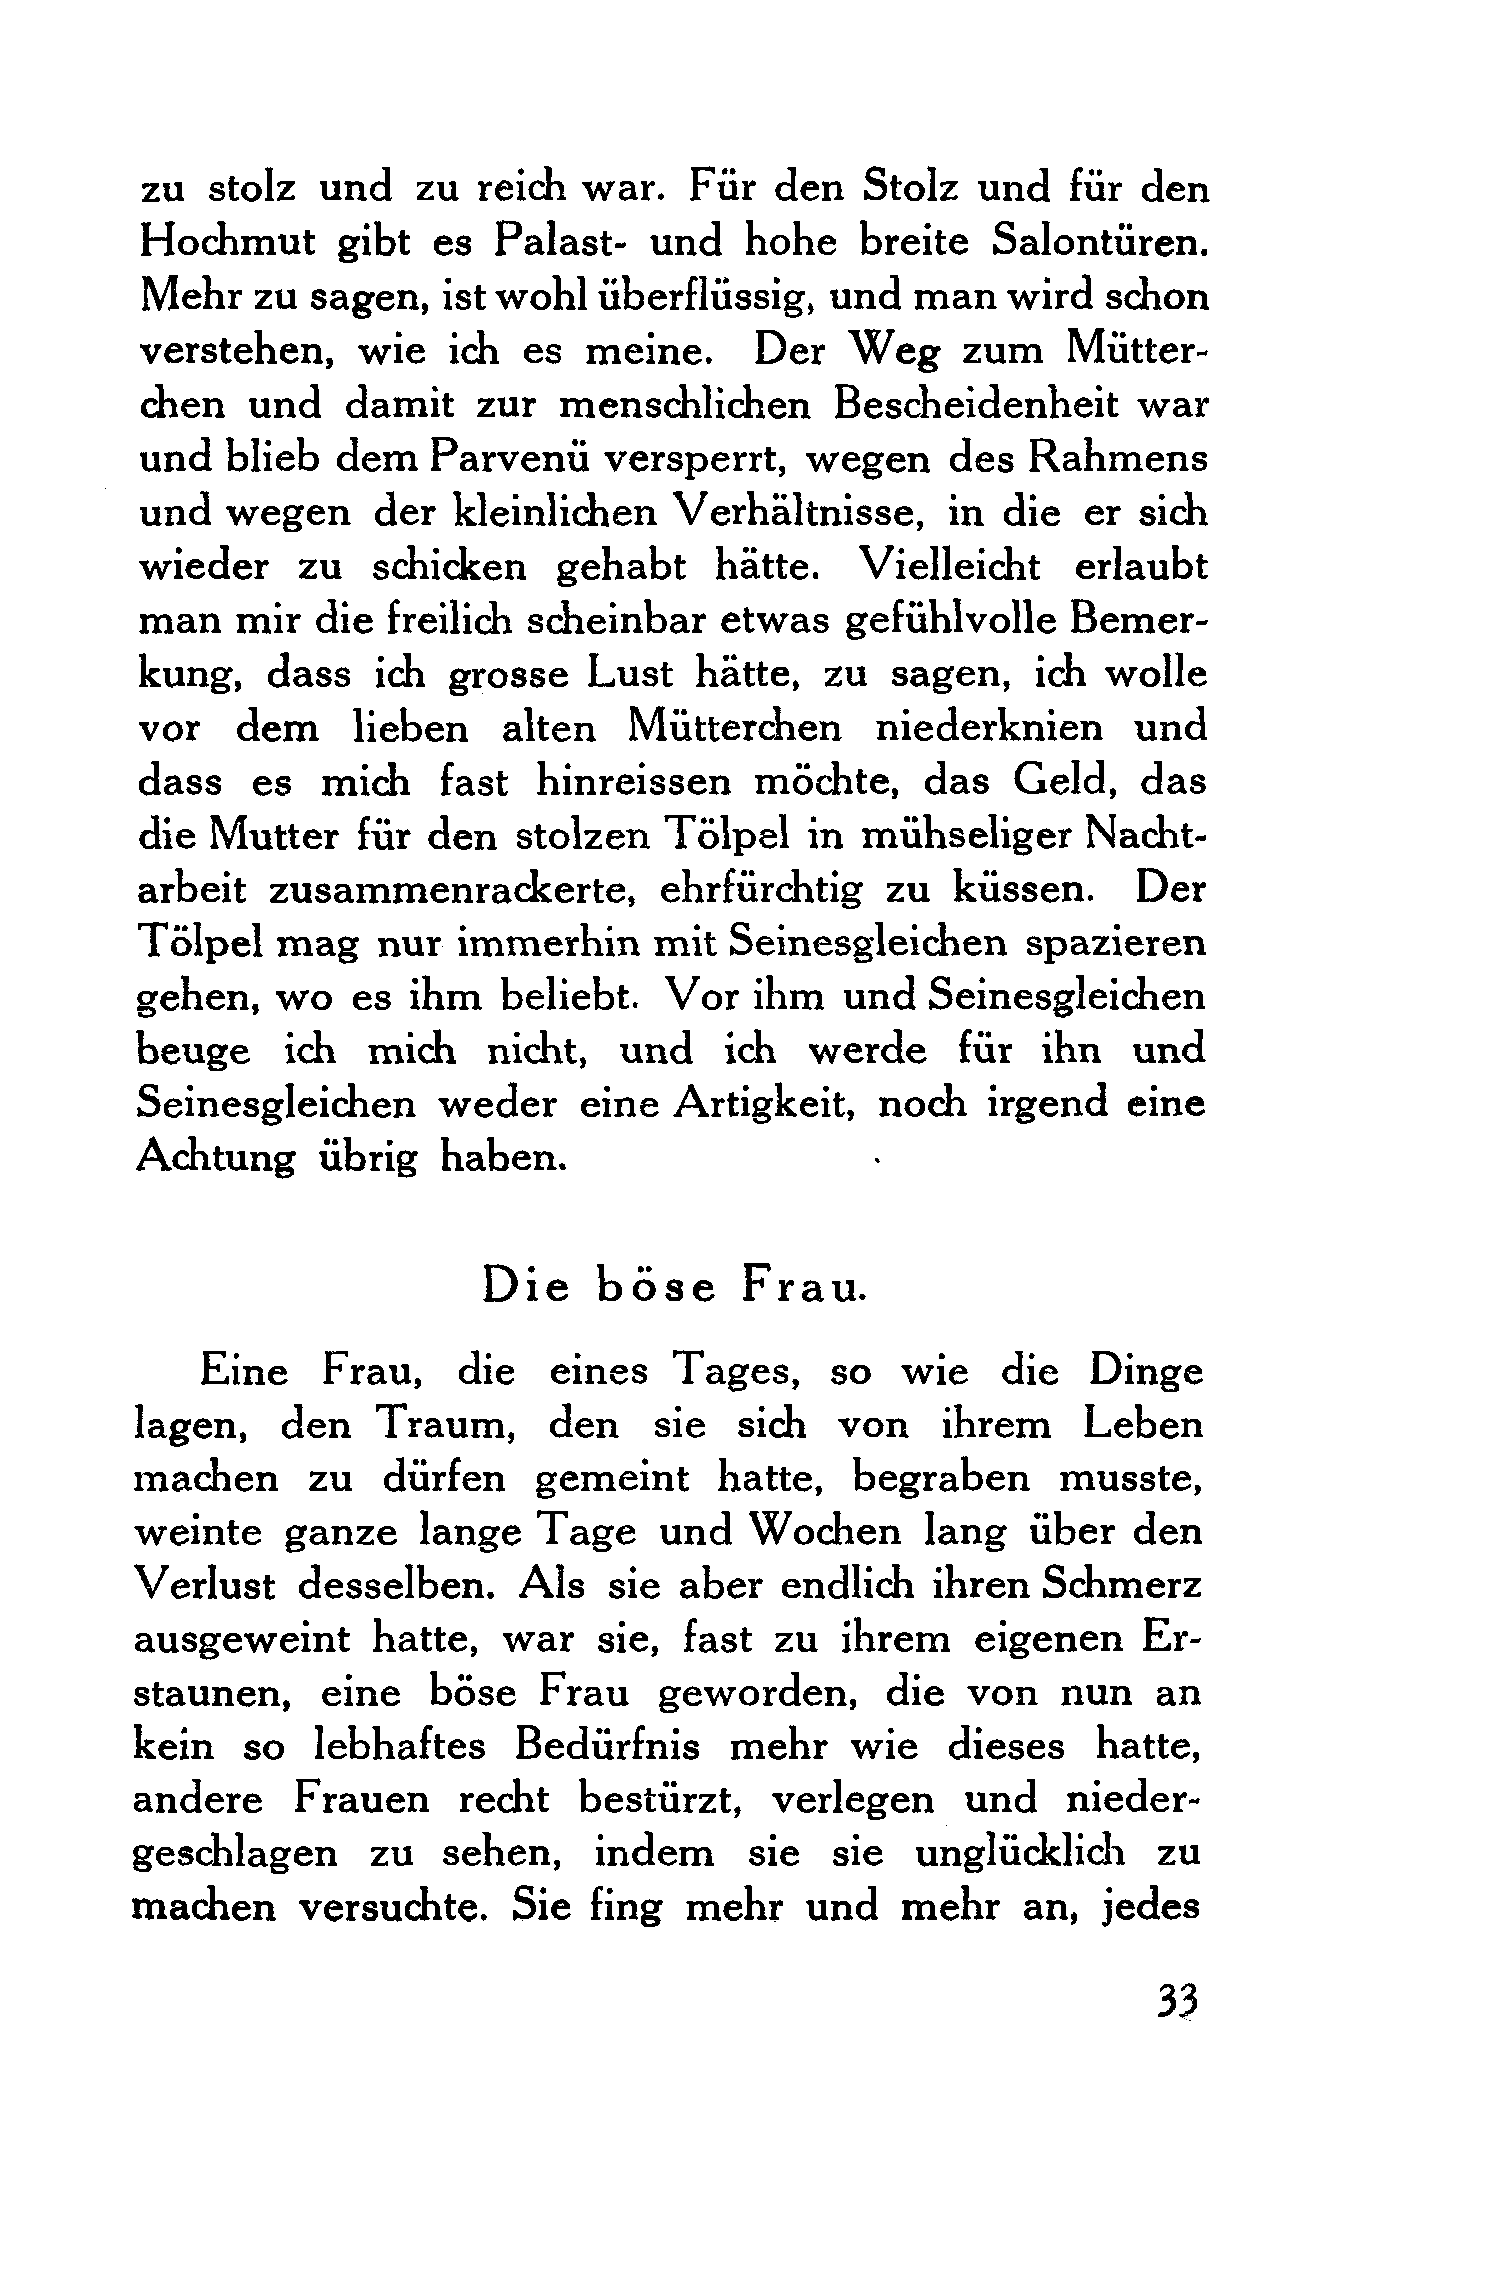 zu stolz und zu reich war. Für den Stolz und für den
Hochmut gibt es Palast- und hohe breite Salontüren.
Mehr zu sagen, ist wohl überflüssig, und man wird schon
verstehen, wie ich es meine. Der Weg zum Mütter-
chen und damit zur menschlichen Bescheidenheit war
und blieb dem Parvenü versperrt, wegen des Rahmens
und wegen der kleinlichen Verhältnisse, in die er sich
wieder zu schicken gehabt hätte. Vielleicht erlaubt
man mir die freilich scheinbar etwas gefühlvolle Bemer-
kung, dass ich grosse Lust hätte, zu sagen, ich wolle
vor dem lieben alten Mütterchen niederknien und
dass es mich fast hinreissen möchte, das Geld, das
die Mutter für den stolzen Tölpel in mühseliger Nacht-
arbeit zusammenrackerte, ehrfürchtig zu küssen. Der
Tölpel mag nur immerhin mit Seinesgleichen spazieren
gehen, wo es ihm beliebt. Vor ihm und Seinesgleichen
beuge ich mich nicht, und ich werde für ihn und
Seinesgleichen weder eine Artigkeit, noch irgend eine
Achtung übrig haben.
Die böse Frau.
Eine Frau, die eines Tages, so wie die Dinge
lagen, den Traum, den sie sich von ihrem Leben
machen zu dürfen gemeint hatte, begraben musste,
weinte ganze lange Tage und Wochen lang über den
Verlust desselben. Als sie aber endlich ihren Schmerz
ausgeweint hatte, war sie, fast zu ihrem eigenen Er-
staunen, eine böse Frau geworden, die von nun an
kein so lebhaftes Bedürfnis mehr wie dieses hatte,
andere Frauen recht bestürzt, verlegen und nieder-
geschlagen zu sehen, indem sie sie unglücklich zu
machen versuchte. Sie fing mehr und mehr an, jedes
33